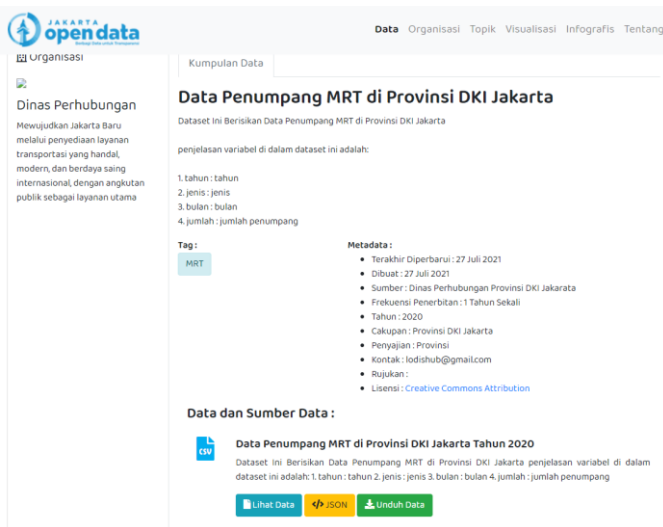 JAKARTA
open data
Berbagi Data untuk Transparansi
Data Organisasi Topik Visualisasi Infografis Tentang
Organisasi
Dinas Perhubungan
Mewujudkan Jakarta Baru
melalui penyediaan layanan
transportasi yang handal,
modern, dan berdaya saing
internasional, dengan angkutan
publik sebagai layanan utama
Kumpulan Data
Data Penumpang MRT di Provinsi DKI Jakarta
Dataset Ini Berisikan Data Penumpang MRT di Provinsi DKI Jakarta
penjelasan variabel di dalam dataset ini adalah:
1. tahun : tahun
2. jenis : jenis
3. bulan : bulan
4. jumlah : jumlah penumpang
Tag :
MRT
Metadata :
Terakhir Diperbarui : 27 Juli 2021
Dibuat : 27 Juli 2021
Sumber : Dinas Perhubungan Provinsi DKI Jakarata
Frekuensi Penerbitan : 1 Tahun Sekali
Tahun : 2020
Cakupan : Provinsi DKI Jakarta
Penyajian : Provinsi
Kontak : lodishub@gmail.com
Rujukan :
Lisensi : Creative Commons Attribution
Data dan Sumber Data :
CSV
Data Penumpang MRT di Provinsi DKI Jakarta Tahun 2020
Dataset Ini Berisikan Data Penumpang MRT di Provinsi DKI Jakarta penjelasan variabel di dalam
dataset ini adalah: 1. tahun : tahun 2. jenis : jenis 3. bulan : bulan 4. jumlah : jumlah penumpang
Lihat Data
</> JSON
Unduh Data